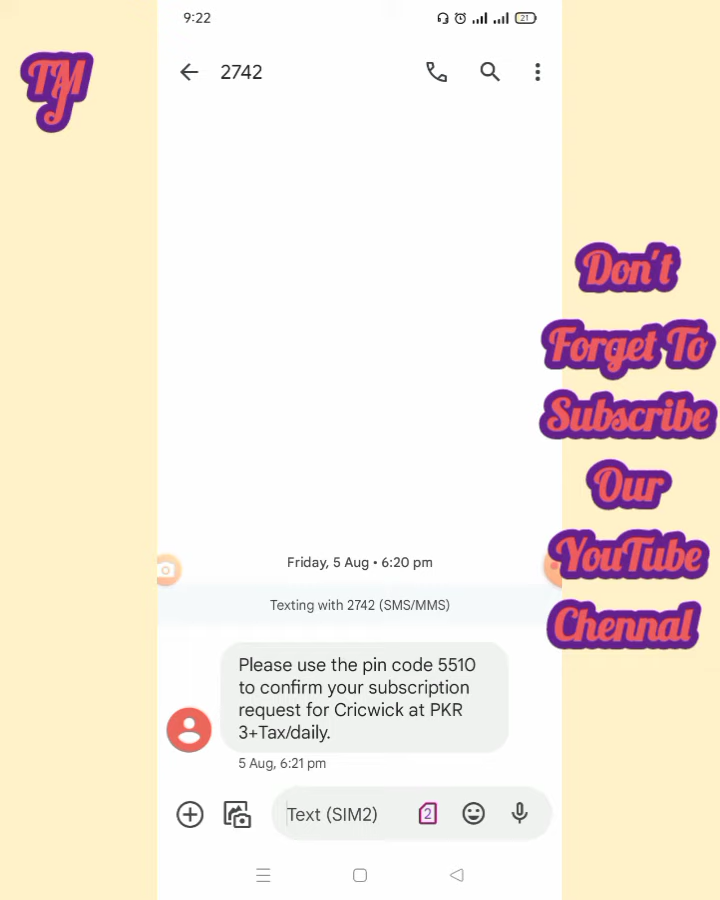 9:22
21
TMJ
2742
Don't
Forget To
Subscribe
Our
YouTube
Chennal
Friday, 5 Aug • 6:20 pm
Texting with 2742 (SMS/MMS)
Please use the pin code 5510
to confirm your subscription
request for Cricwick at PKR
3+Tax/daily.
5 Aug, 6:21 pm
Text (SIM2)
2